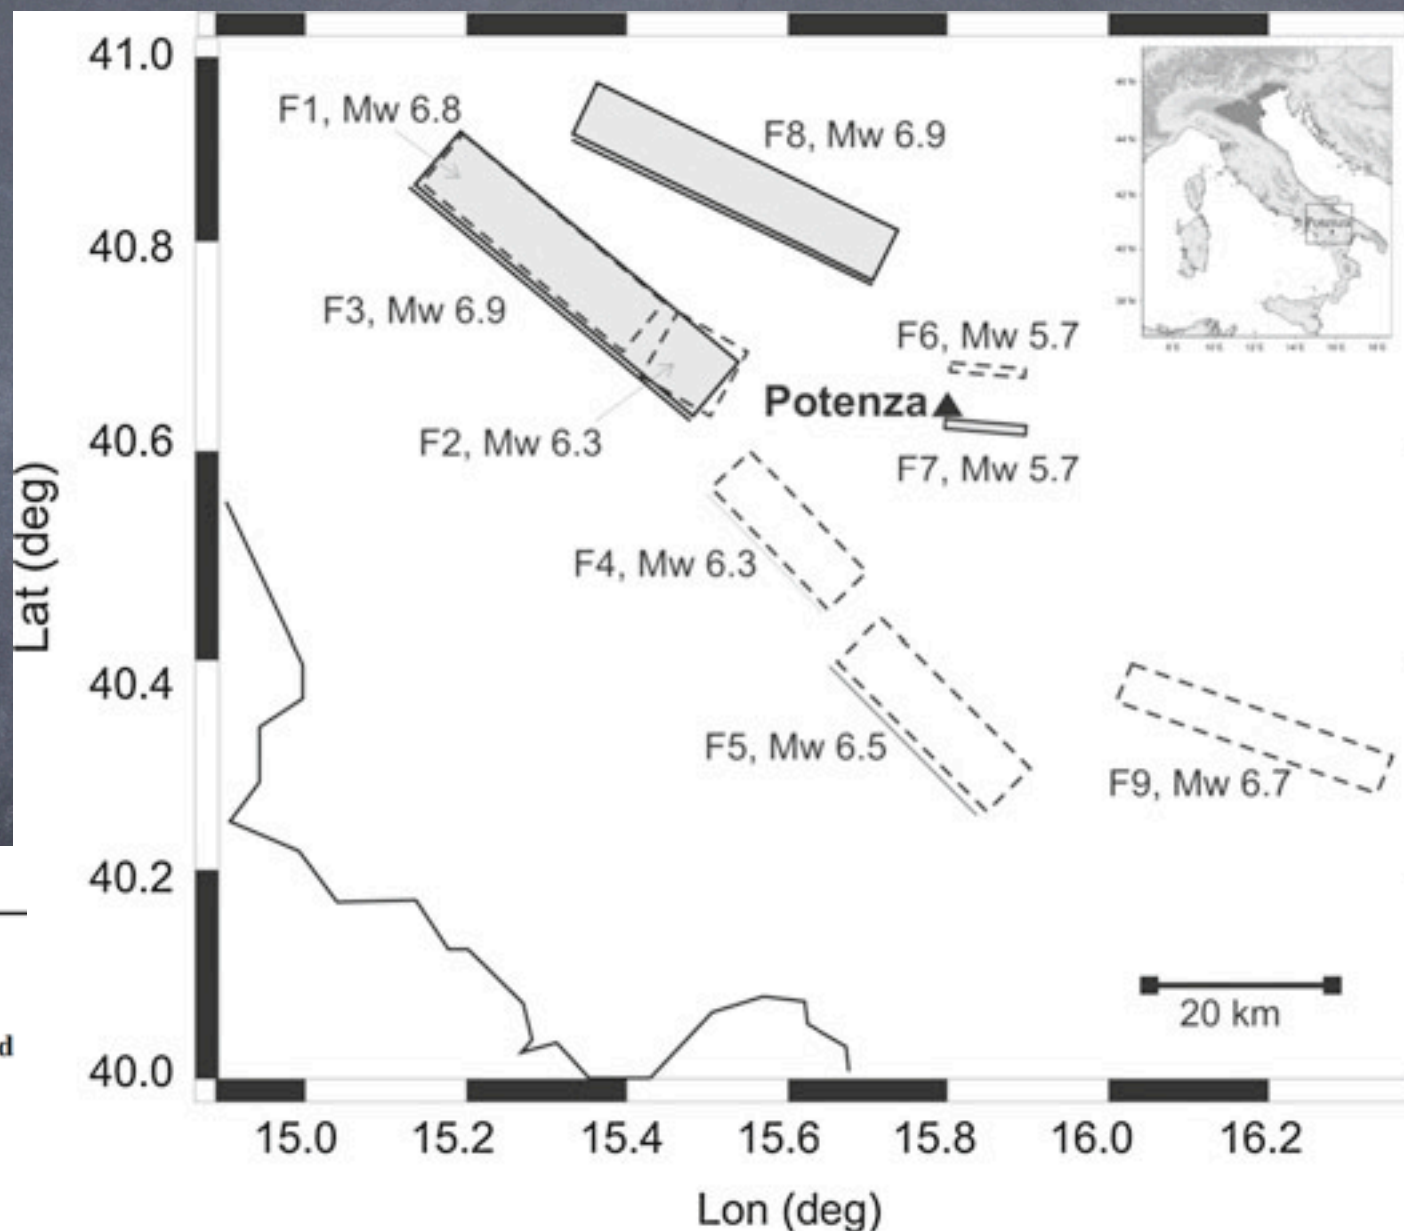 41.0
F1, Mw 6.8
F8, Mw 6.9
40.8
F3, Mw 6.9
F6, Mw 5.7
Potenza
40.6
F2, Mw 6.3
F7, Mw 5.7
Lat (deg)
F4, Mw 6.3
40.4
F5, Mw 6.5
F9, Mw 6.7
40.2
20 km
d
40.0
15.0 15.2 15.4 15.6 15.8 16.0 16.2
Lon (deg)